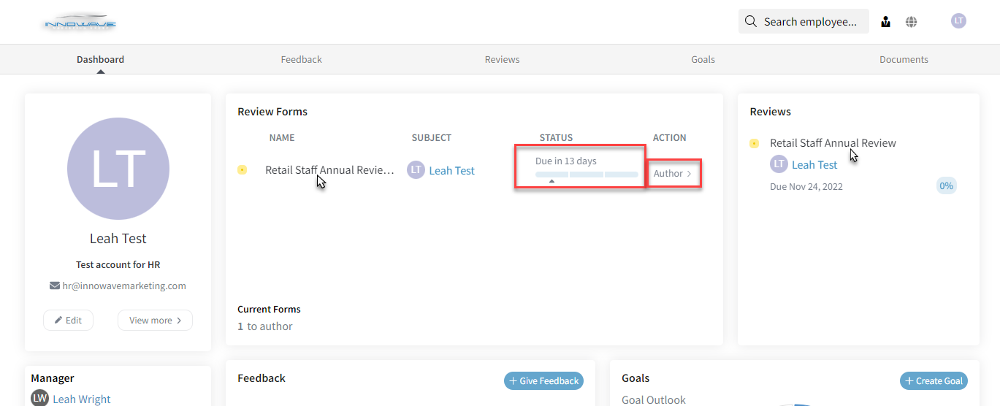 INNOWAVE
Search employee...
LT
Dashboard
Feedback
Reviews
Goals
Documents
LT
Leah Test
Test account for HR
hr@innowavemarketing.com
Edit
View more
Manager
LW Leah Wright
Review Forms
NAME SUBJECT STATUS ACTION
Retail Staff Annual Revie... LT Leah Test Due in 13 days Author
Current Forms
1 to author
Reviews
Retail Staff Annual Review
LT Leah Test
Due Nov 24, 2022 0%
Feedback
+ Give Feedback
Goals
+ Create Goal
Goal Outlook